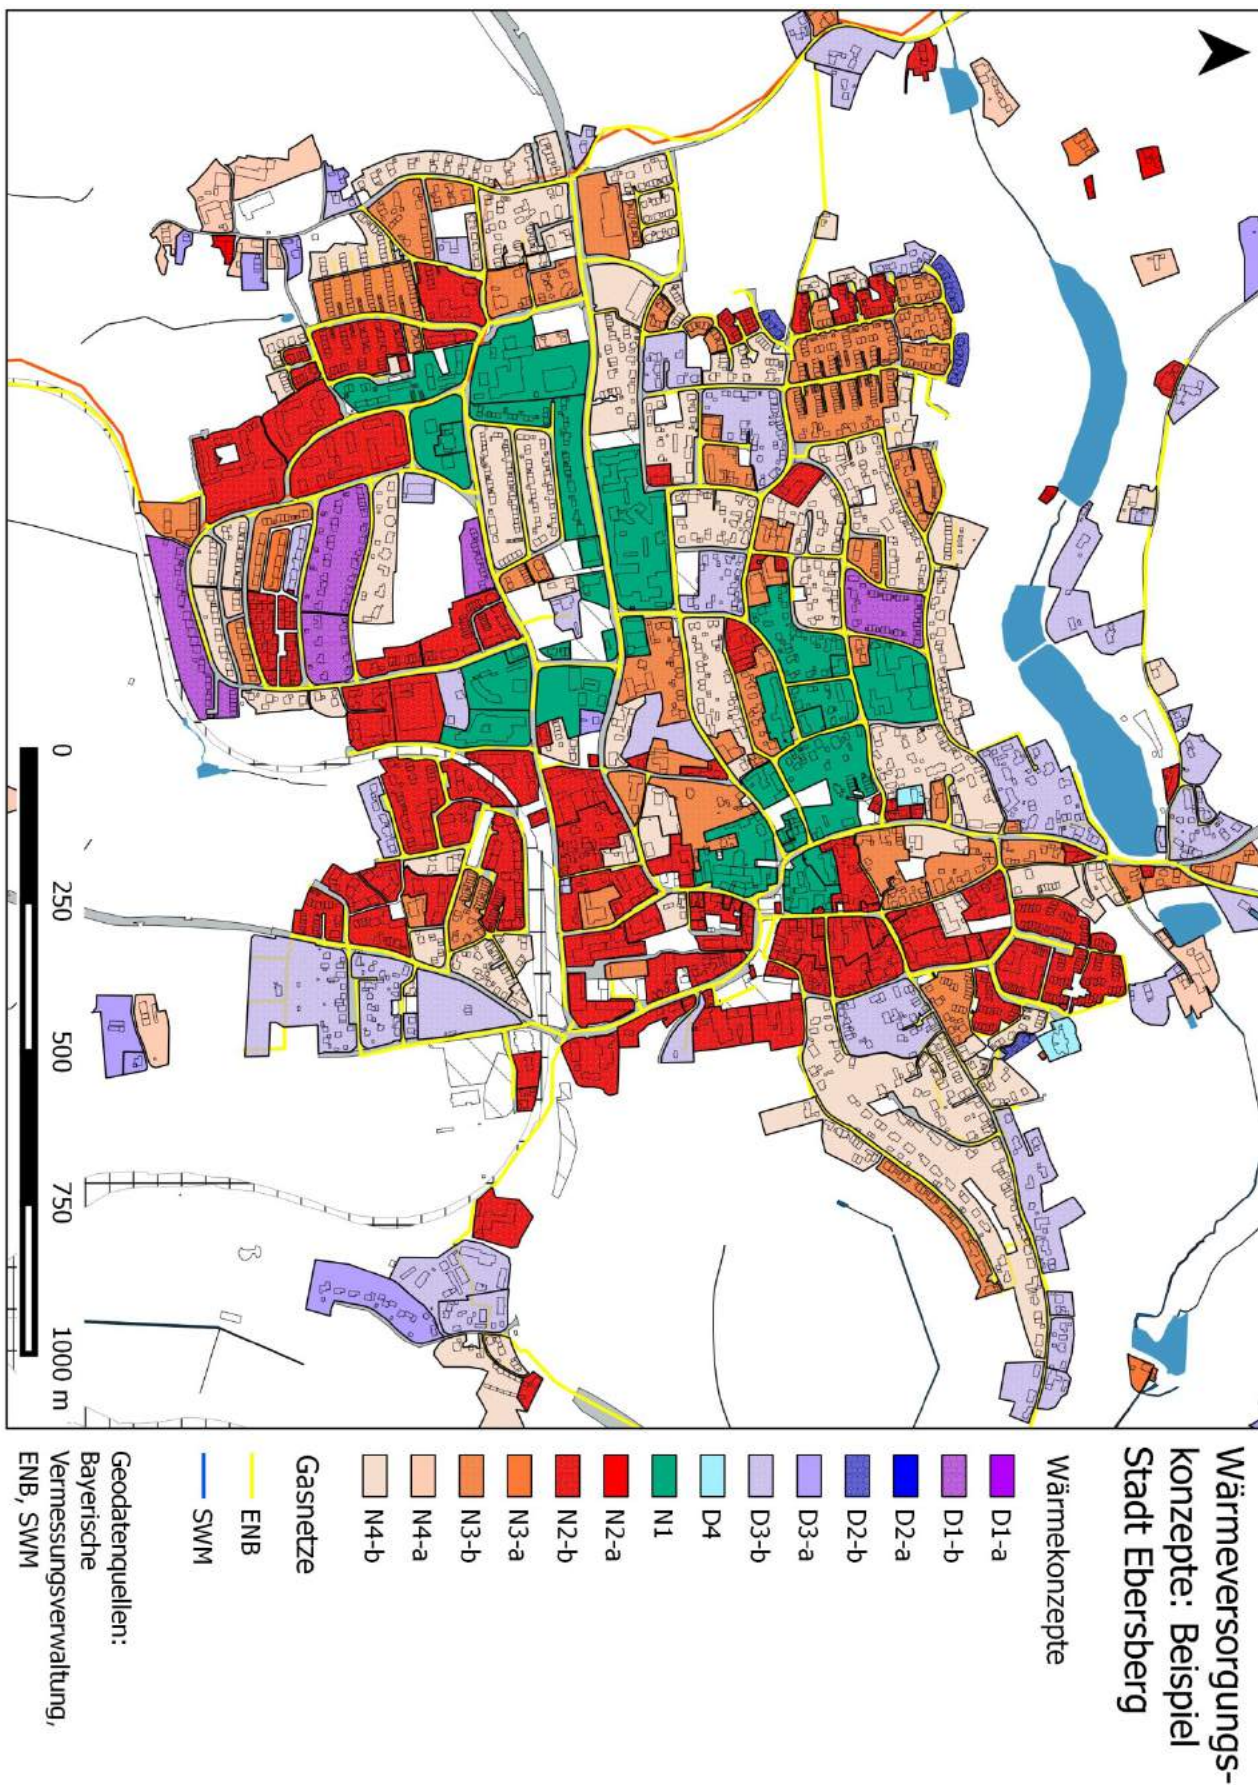 Wärmeversorgungs-
konzepte: Beispiel
Stadt Ebersberg
Wärmekonzepte
D1-a
D1-b
D2-a
D2-b
D3-a
D3-b
D4
N1
N2-a
N2-b
N3-a
N3-b
N4-a
N4-b
Gasnetze
ENB
SWM
Geodatenquellen:
Bayerische
Vermessungsverwaltung,
ENB, SWM
0 250 500 750 1000 m